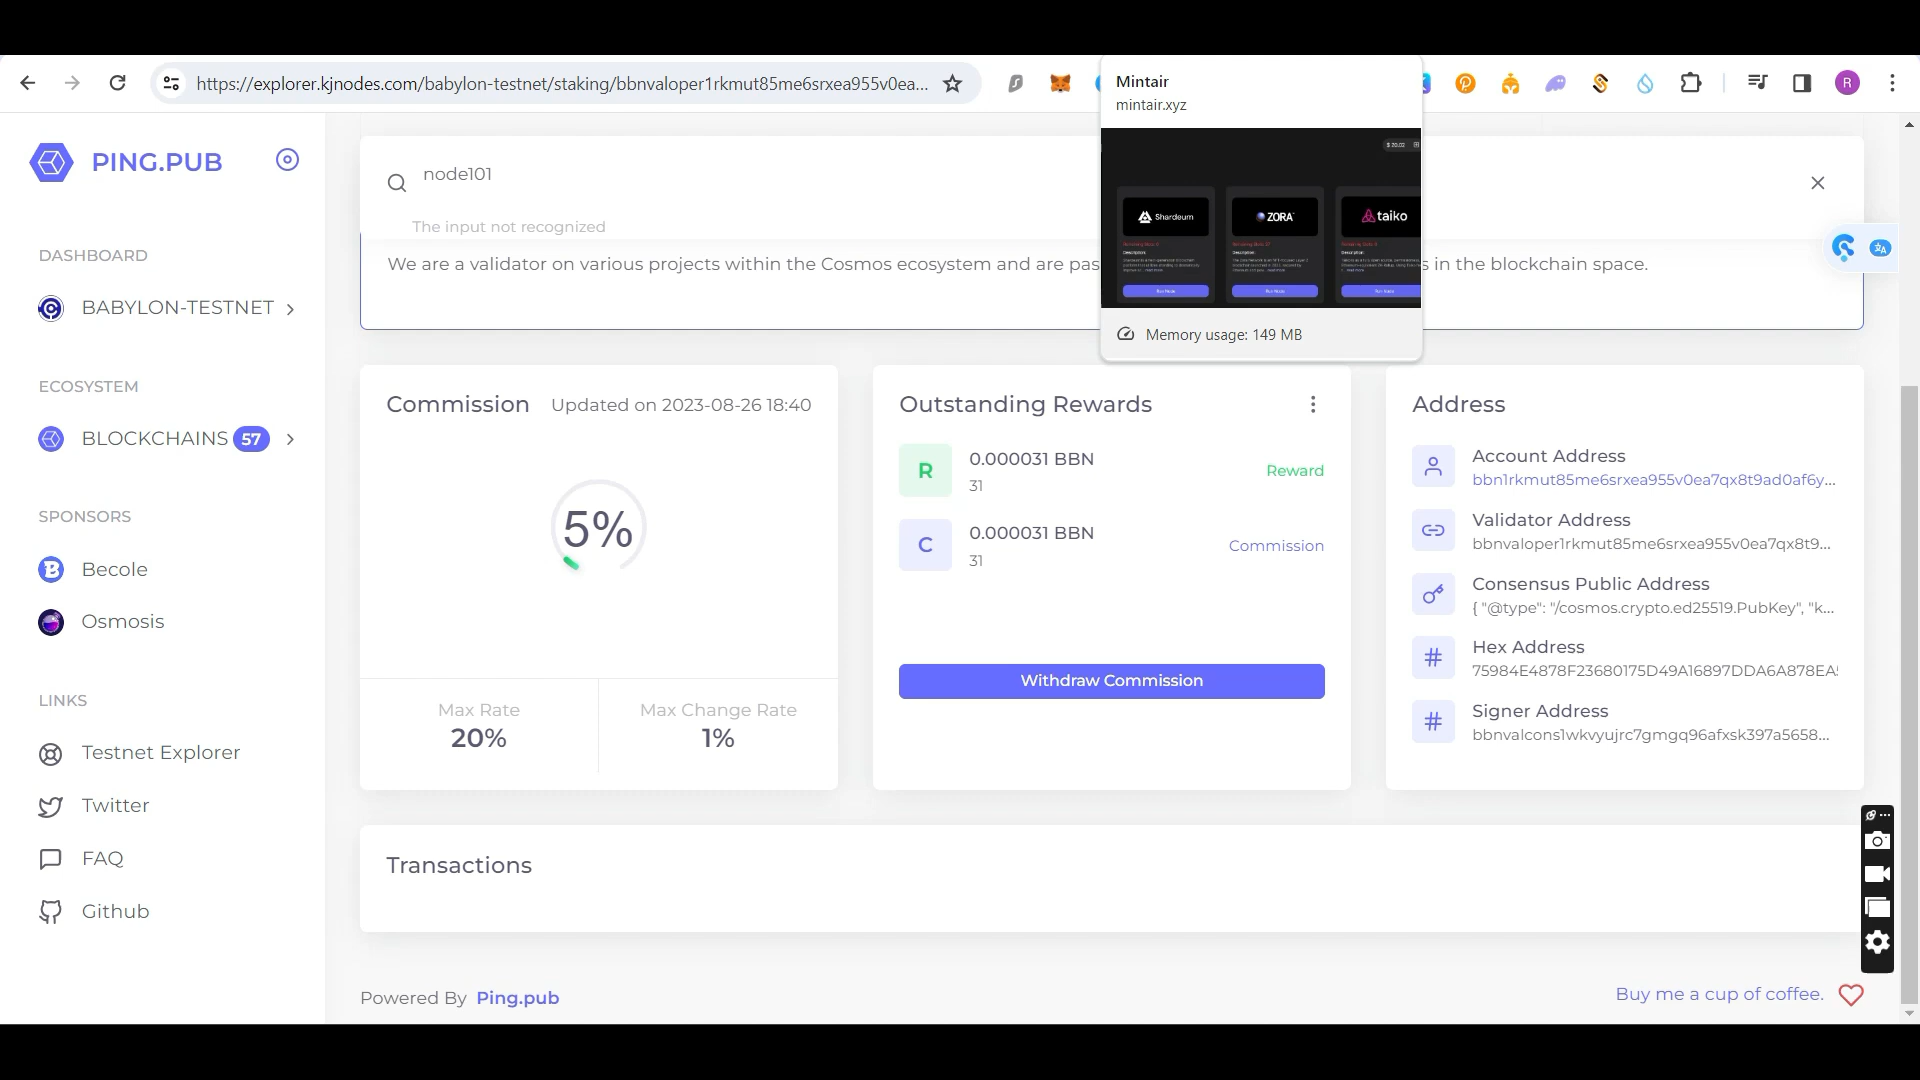 https://explorer.kjnodes.com/babylon-testnet/staking/bbnvaloper1rkmut85me6srxea955v0ea...
R
Mintair
mintair.xyz
Shardeum
ZORA
taiko
Memory usage: 149 MB
PING.PUB
node101
The input not recognized
We are a validator on various projects within the Cosmos ecosystem and are pas
s in the blockchain space.
DASHBOARD
BABYLON-TESTNET
ECOSYSTEM
BLOCKCHAINS 57
SPONSORS
Becole
Osmosis
LINKS
Testnet Explorer
Twitter
FAQ
Github
Commission Updated on 2023-08-26 18:40
5%
Max Rate
20%
Max Change Rate
1%
Outstanding Rewards
R
0.000031 BBN
31
Reward
C
0.000031 BBN
31
Commission
Withdraw Commission
Address
Account Address
bbn1rkmut85me6srxea955v0ea7qx8t9ad0af6y...
Validator Address
bbnvaloper1rkmut85me6srxea955v0ea7qx8t9...
Consensus Public Address
{ "@type": "/cosmos.crypto.ed25519.PubKey", "k...
Hex Address
75984E4878F23680175D49A16897DDA6A878EA
Signer Address
bbnvalcons1wkvyujrc7gmgq96afxsk397a5658...
Transactions
Powered By Ping.pub
Buy me a cup of coffee.